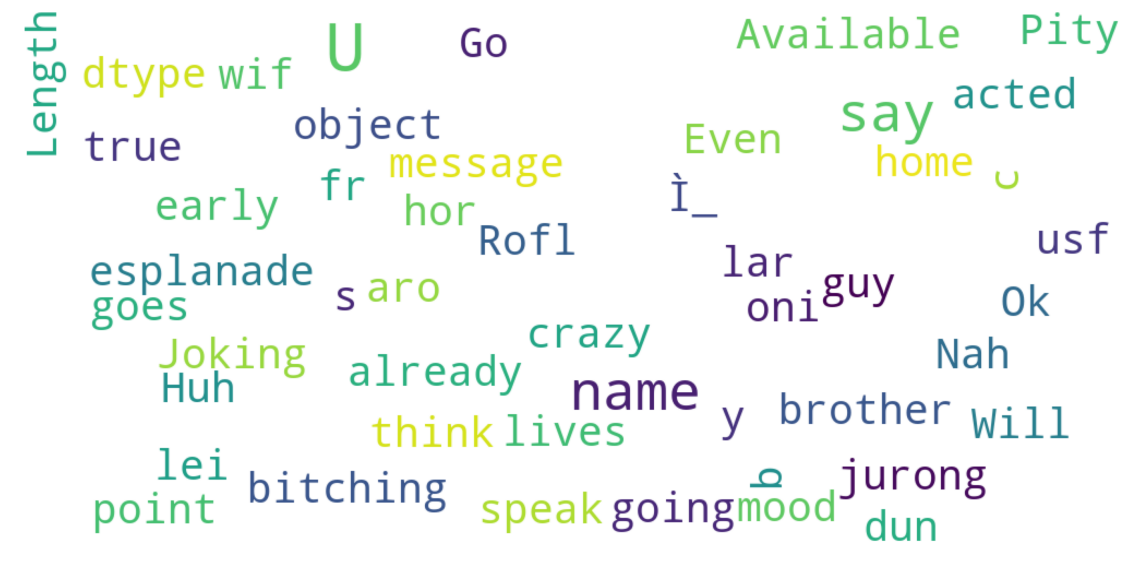 Length
dtype wif U Go Available Pity
acted
say
true object Even
message home c
fr
early hor Ì_
Rofl usf
lar
esplanade s aro guy
goes oni Ok
crazy
Joking already Nah
Huh name
y brother Will
think lives
lei bitching b jurong
point speak going mood
dun